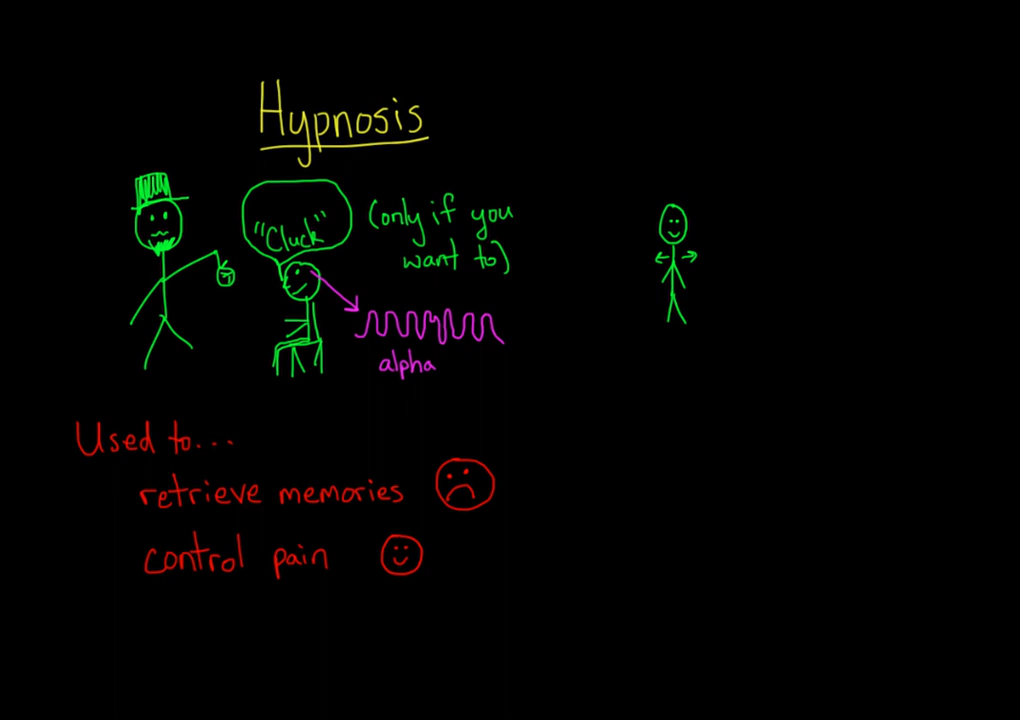 Hypnosis
"Cluck"
(only if you
want to)
alpha
Used to...
retrieve memories
control pain